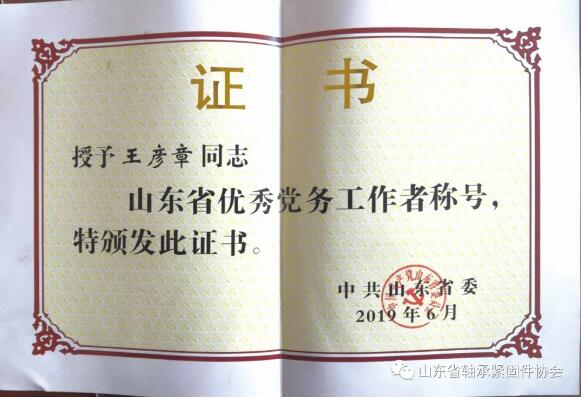 证 书
授予王彦章同志
山东省优秀党务工作者称号，
特颁发此证书。
中共山东省委
2019年6月
山东省轴承紧固件协会